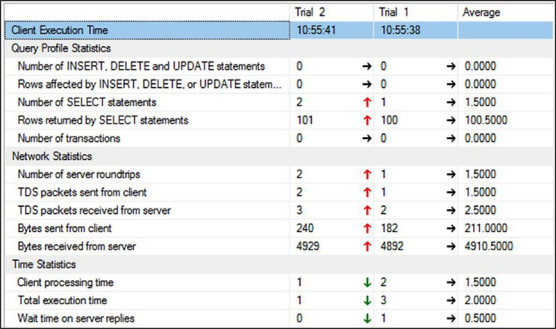 Trial 2 Trial 1 Average
Client Execution Time 10:55:41 10:55:38
Query Profile Statistics
Number of INSERT, DELETE and UPDATE statements 0 → 0 → 0.0000
Rows affected by INSERT, DELETE, or UPDATE statem... 0 → 0 → 0.0000
Number of SELECT statements 2 ↑ 1 → 1.5000
Rows returned by SELECT statements 101 ↑ 100 → 100.5000
Number of transactions 0 → 0 → 0.0000
Network Statistics
Number of server roundtrips 2 ↑ 1 → 1.5000
TDS packets sent from client 2 ↑ 1 → 1.5000
TDS packets received from server 3 ↑ 2 → 2.5000
Bytes sent from client 240 ↑ 182 → 211.0000
Bytes received from server 4929 ↑ 4892 → 4910.5000
Time Statistics
Client processing time 1 ↓ 2 → 1.5000
Total execution time 1 ↓ 3 → 2.0000
Wait time on server replies 0 ↓ 1 → 0.5000